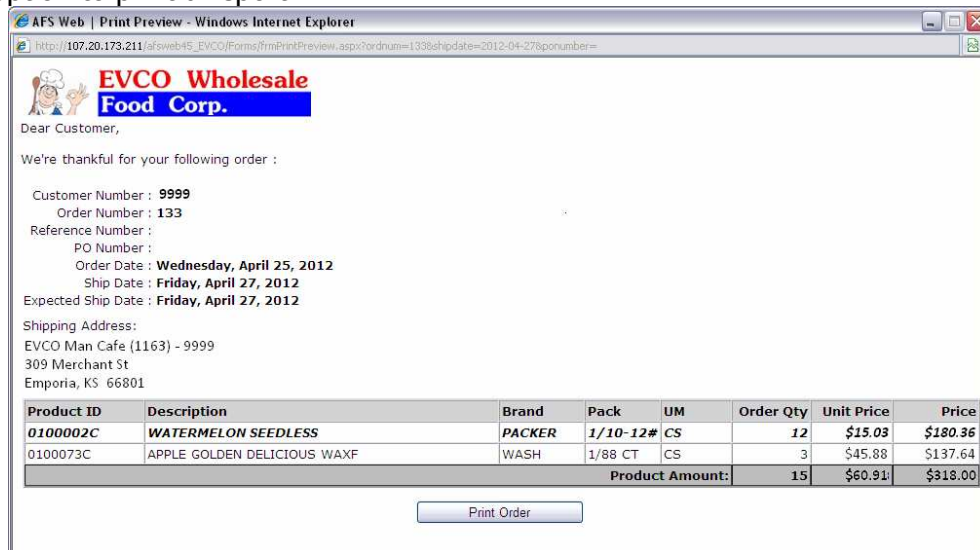 AFS Web | Print Preview - Windows Internet Explorer
http://107.20.173.211/afsweb45_EVCO/Forms/frmPrintPreview.aspx?ordnum=133&shipdate=2012-04-27&ponumber=
EVCO Wholesale
Food Corp.
Dear Customer,
We're thankful for your following order :
Customer Number : 9999
Order Number : 133
Reference Number :
PO Number :
Order Date : Wednesday, April 25, 2012
Ship Date : Friday, April 27, 2012
Expected Ship Date : Friday, April 27, 2012
Shipping Address:
EVCO Man Cafe (1163) - 9999
309 Merchant St
Emporia, KS 66801
Product ID Description Brand Pack UM Order Qty Unit Price Price
0100002C WATERMELON SEEDLESS PACKER 1/10-12# CS 12 $15.03 $180.36
0100073C APPLE GOLDEN DELICIOUS WAXF WASH 1/88 CT CS 3 $45.88 $137.64
Product Amount: 15 $60.91 $318.00
Print Order